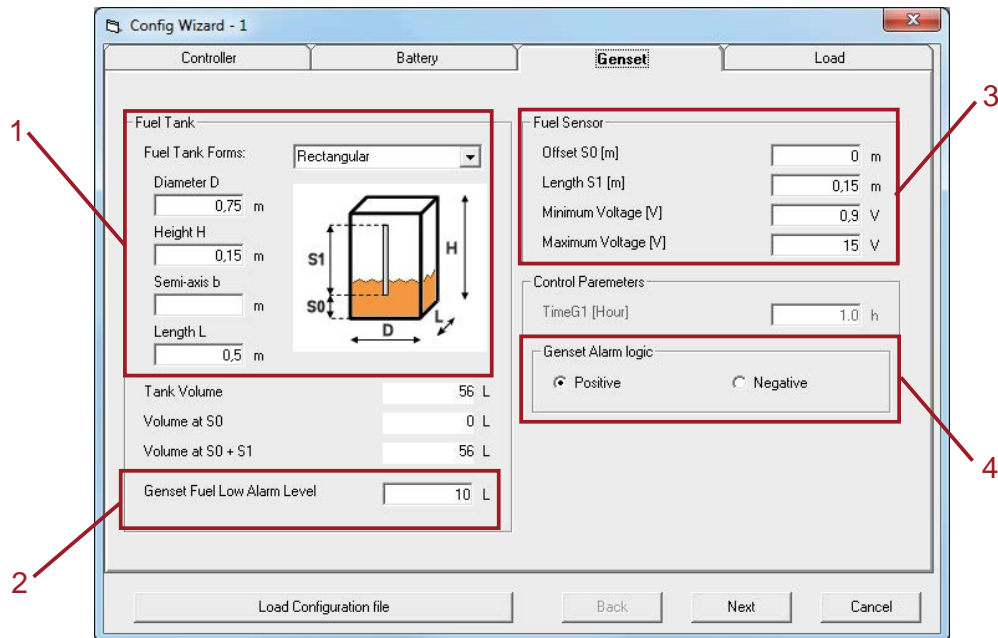 Config Wizard - 1
Controller
Battery
Genset
Load
1
Fuel Tank
Fuel Tank Forms:
Rectangular
Diameter D
0,75 m
Height H
0,15 m
Semi-axis b
m
Length L
0,5 m
S1
S0
H
L
D
Tank Volume 56 L
Volume at S0 0 L
Volume at S0 + S1 56 L
Genset Fuel Low Alarm Level 10 L
2
3
Fuel Sensor
Offset S0 [m] 0 m
Length S1 [m] 0,15 m
Minimum Voltage [V] 0,9 V
Maximum Voltage [V] 15 V
Control Paremeters
TimeG1 [Hour] 1.0 h
Genset Alarm logic
Positive
Negative
4
Load Configuration file
Back
Next
Cancel